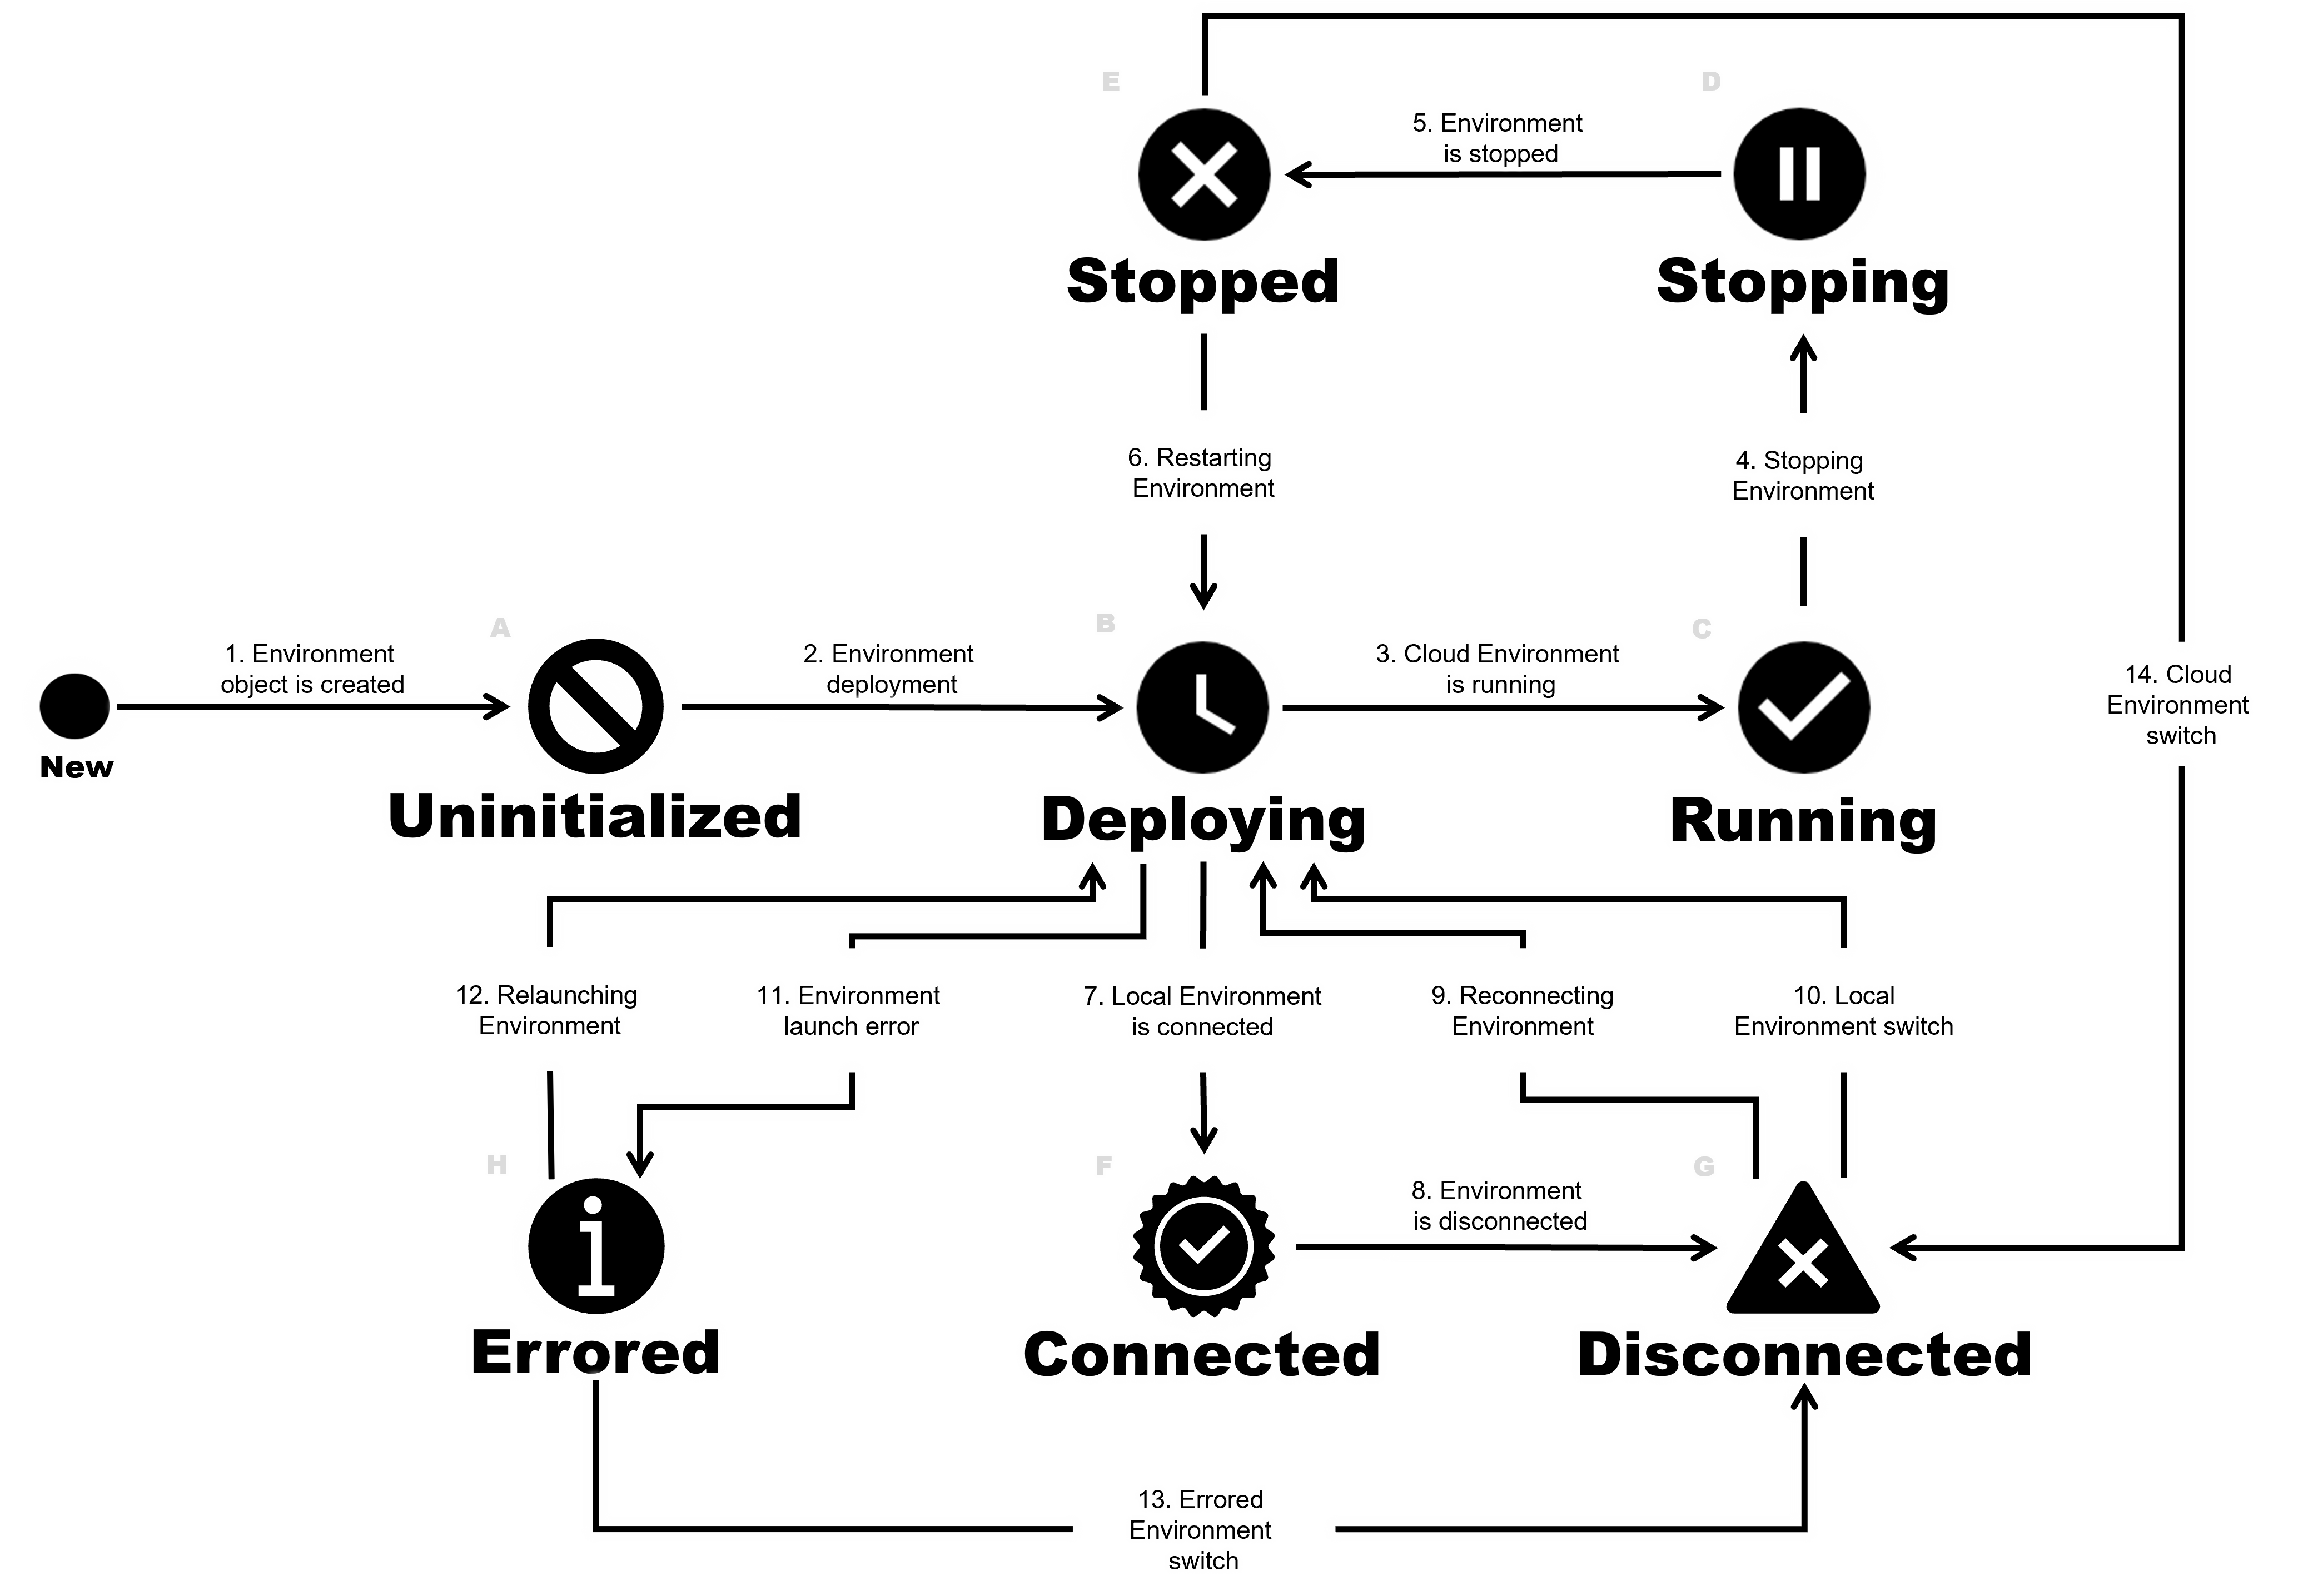 E
D
5. Environment
is stopped
Stopped
Stopping
6. Restarting
Environment
4. Stopping
Environment
A
B
C
1. Environment
object is created
2. Environment
deployment
3. Cloud Environment
is running
14. Cloud
Environment
switch
New
Uninitialized
Deploying
Running
12. Relaunching
Environment
11. Environment
launch error
7. Local Environment
is connected
9. Reconnecting
Environment
10. Local
Environment switch
H
F
G
8. Environment
is disconnected
Errored
Connected
Disconnected
13. Errored
Environment
switch